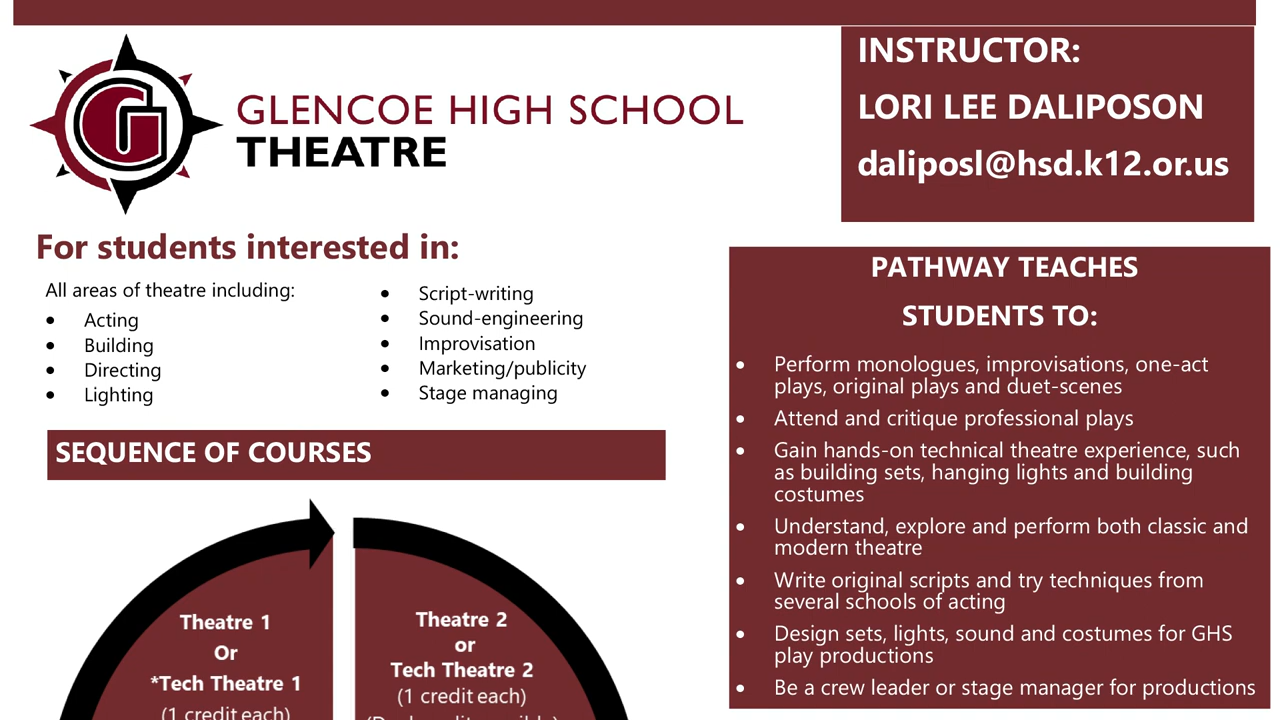 GLENCOE HIGH SCHOOL
THEATRE
INSTRUCTOR:
LORI LEE DALIPOSON
daliposl@hsd.k12.or.us
For students interested in:
All areas of theatre including:
• Acting
• Building
• Directing
• Lighting
• Script-writing
• Sound-engineering
• Improvisation
• Marketing/publicity
• Stage managing
SEQUENCE OF COURSES
Theatre 1
Or
*Tech Theatre 1
(1 credit each)
Theatre 2
or
Tech Theatre 2
(1 credit each)
PATHWAY TEACHES
STUDENTS TO:
• Perform monologues, improvisations, one-act
plays, original plays and duet-scenes
• Attend and critique professional plays
• Gain hands-on technical theatre experience, such
as building sets, hanging lights and building
costumes
• Understand, explore and perform both classic and
modern theatre
• Write original scripts and try techniques from
several schools of acting
• Design sets, lights, sound and costumes for GHS
play productions
• Be a crew leader or stage manager for productions